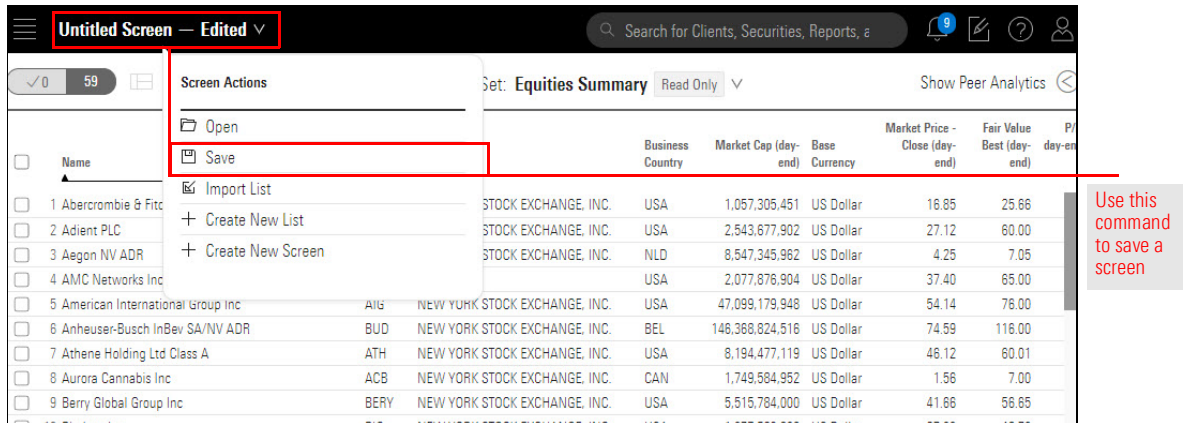 Untitled Screen — Edited
Search for Clients, Securities, Reports, a
9
0 59
Set: Equities Summary Read Only
Show Peer Analytics
Screen Actions
Open
Save
Import List
Create New List
Create New Screen
Name Business Country Market Cap (day-end) Base Currency Market Price - Close (day-end) Fair Value Best (day-end) P/ day-en
1 Abercrombie & Fitc STOCK EXCHANGE, INC. USA 1,057,305,451 US Dollar 16.85 25.66
2 Adient PLC STOCK EXCHANGE, INC. USA 2,543,677,902 US Dollar 27.12 60.00
3 Aegon NV ADR STOCK EXCHANGE, INC. NLD 8,547,345,962 US Dollar 4.25 7.05
4 AMC Networks Inc USA 2,077,876,904 US Dollar 37.40 65.00
5 American International Group Inc AIG NEW YORK STOCK EXCHANGE, INC. USA 47,099,179,948 US Dollar 54.14 76.00
6 Anheuser-Busch InBev SA/NV ADR BUD NEW YORK STOCK EXCHANGE, INC. BEL 146,368,824,516 US Dollar 74.59 116.00
7 Athene Holding Ltd Class A ATH NEW YORK STOCK EXCHANGE, INC. USA 8,194,477,119 US Dollar 46.12 60.01
8 Aurora Cannabis Inc ACB NEW YORK STOCK EXCHANGE, INC. CAN 1,749,584,952 US Dollar 1.56 7.00
9 Berry Global Group Inc BERY NEW YORK STOCK EXCHANGE, INC. USA 5,515,784,000 US Dollar 41.66 56.65
Use this
command
to save a
screen